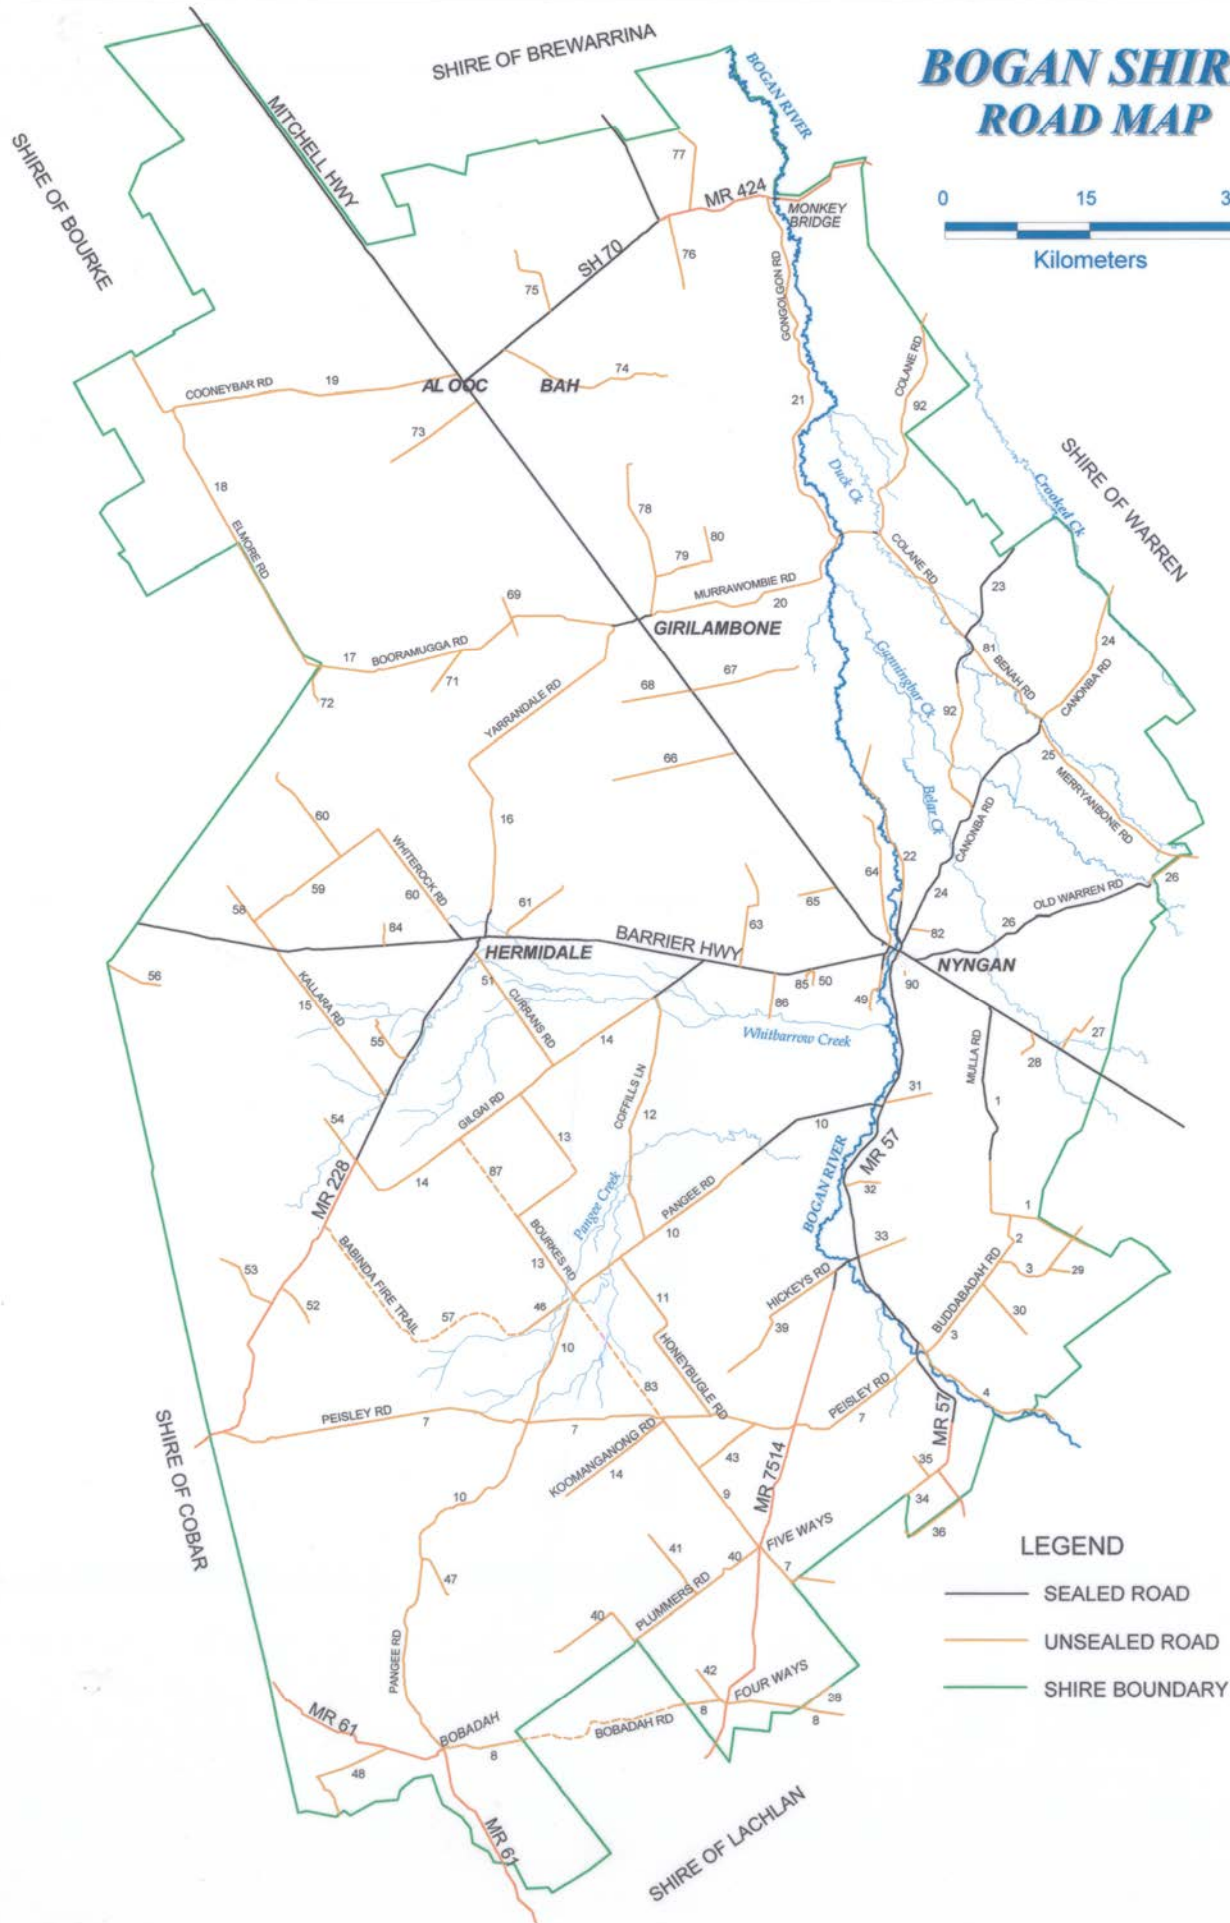 SHIRE OF BREWARRINA
BOGAN SHIR
ROAD MAP
0 15 3
Kilometers
BOGAN RIVER
MITCHELL HWY
SHIRE OF BOURKE
77
MR 424
MONKEY
BRIDGE
SH 70
76
75
GONGOLGON RD
COLANE RD
92
COONEYBAR RD
19
AL OOC
BAH
74
21
73
Duck Ck
Crooked Ck
SHIRE OF WARREN
18
ELMORE RD
78
80
79
MURRAWOMBIE RD
20
COLANE RD
23
69
GIRILAMBONE
17
BOORAMUGGA RD
71
72
81
BENAH RD
24
CANONBA RD
Gunningbar Ck
67
68
YARRANDALE RD
92
66
25
MERRYANBONE RD
Belar Ck
60
16
WHITEROCK RD
CANONBA RD
22
64
59
60
61
65
24
OLD WARREN RD
26
58
63
26
84
BARRIER HWY
82
HERMIDALE
NYNGAN
56
51
85
50
90
49
86
KALLARA RD
15
CURRANS RD
55
14
Whitbarrow Creek
MULLA RD
28
27
COFFILLS LN
31
1
GILGAI RD
12
10
54
13
MR 57
87
14
BOGAN RIVER
32
MR 228
Pangee Creek
PANGEE RD
10
1
BOURKES RD
13
33
2
BABINDA FIRE TRAIL
53
HICKEYS RD
BUDDABADAH RD
3
29
52
57
46
11
39
30
10
HONEYBUGLE RD
3
83
PEISLEY RD
4
PEISLEY RD
7
7
7
MR 57
KOOMANGANONG RD
14
43
MR 7514
35
SHIRE OF COBAR
10
9
34
36
FIVE WAYS
41
40
7
LEGEND
47
PLUMMERS RD
SEALED ROAD
40
UNSEALED ROAD
PANGEE RD
42
FOUR WAYS
38
SHIRE BOUNDARY
MR 61
BOBADAH
8
8
BOBADAH RD
8
48
MR 61
SHIRE OF LACHLAN